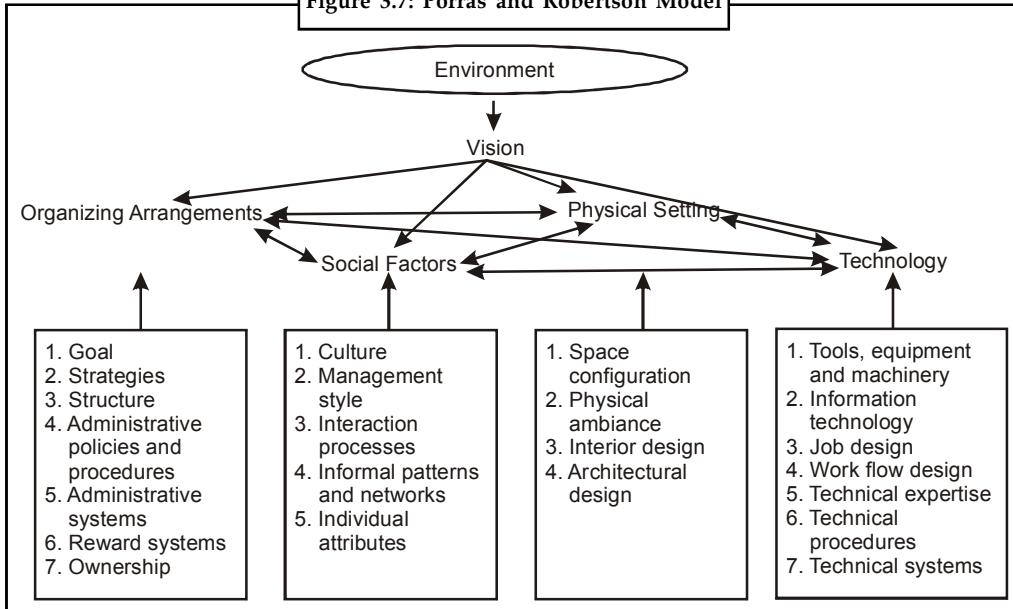 Figure 3.7: Porras and Robertson Model
Environment
Vision
Organizing Arrangements
Physical Setting
Social Factors
Technology
1. Goal
2. Strategies
3. Structure
4. Administrative
policies and
procedures
5. Administrative
systems
6. Reward systems
7. Ownership
1. Culture
2. Management
style
3. Interaction
processes
4. Informal patterns
and networks
5. Individual
attributes
1. Space
configuration
2. Physical
ambiance
3. Interior design
4. Architectural
design
1. Tools, equipment
and machinery
2. Information
technology
3. Job design
4. Work flow design
5. Technical expertise
6. Technical
procedures
7. Technical systems